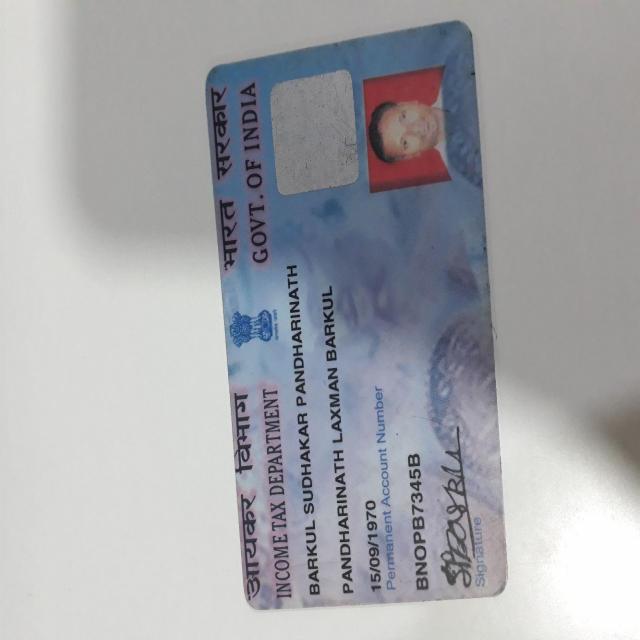 आयकर विभाग
भारत सरकार
INCOME TAX DEPARTMENT
GOVT. OF INDIA
BARKUL SUDHAKAR PANDHARINATH
PANDHARINATH LAXMAN BARKUL
15/09/1970
Permanent Account Number
BNOPB7345B
Signature